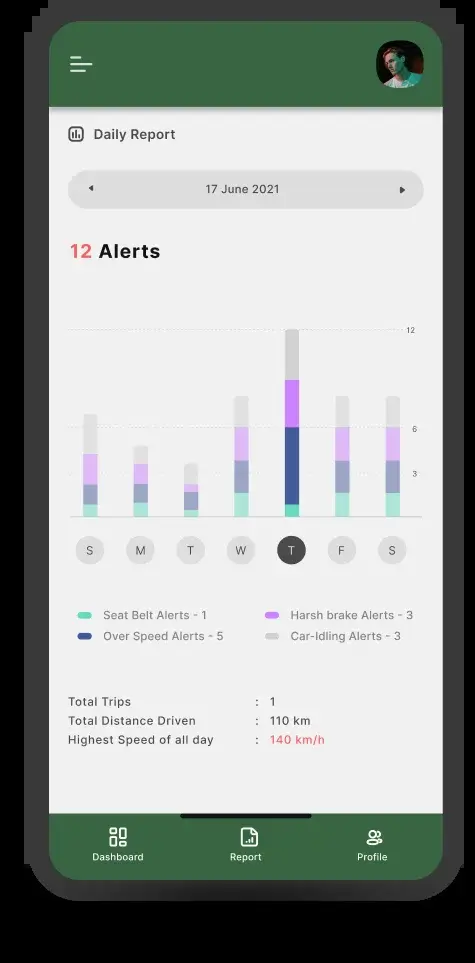 Daily Report
17 June 2021
12 Alerts
12
6
3
S M T W T F S
Seat Belt Alerts - 1
Harsh brake Alerts - 3
Over Speed Alerts - 5
Car-Idling Alerts - 3
Total Trips : 1
Total Distance Driven : 110 km
Highest Speed of all day : 140 km/h
Dashboard Report Profile